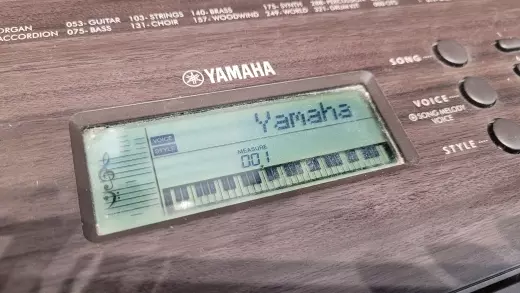 ORGAN 053- GUITAR 103- STRINGS 140- BRASS 175- SYNTH
ACCORDION 075- BASS 131- CHOIR 157- WOODWIND 249- WORLD
YAMAHA
SONG
Yamaha
VOICE
VOICE
SONG MELODY
VOICE
STYLE
MEASURE
001
STYLE